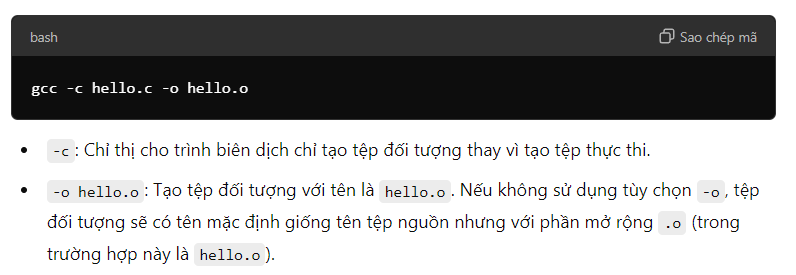 bash
Sao chép mã
gcc -c hello.c -o hello.o
-c: Chỉ thị cho trình biên dịch chỉ tạo tệp đối tượng thay vì tạo tệp thực thi.
-o hello.o: Tạo tệp đối tượng với tên là hello.o. Nếu không sử dụng tùy chọn -o, tệp
đối tượng sẽ có tên mặc định giống tên tệp nguồn nhưng với phần mở rộng .o (trong
trường hợp này là hello.o).